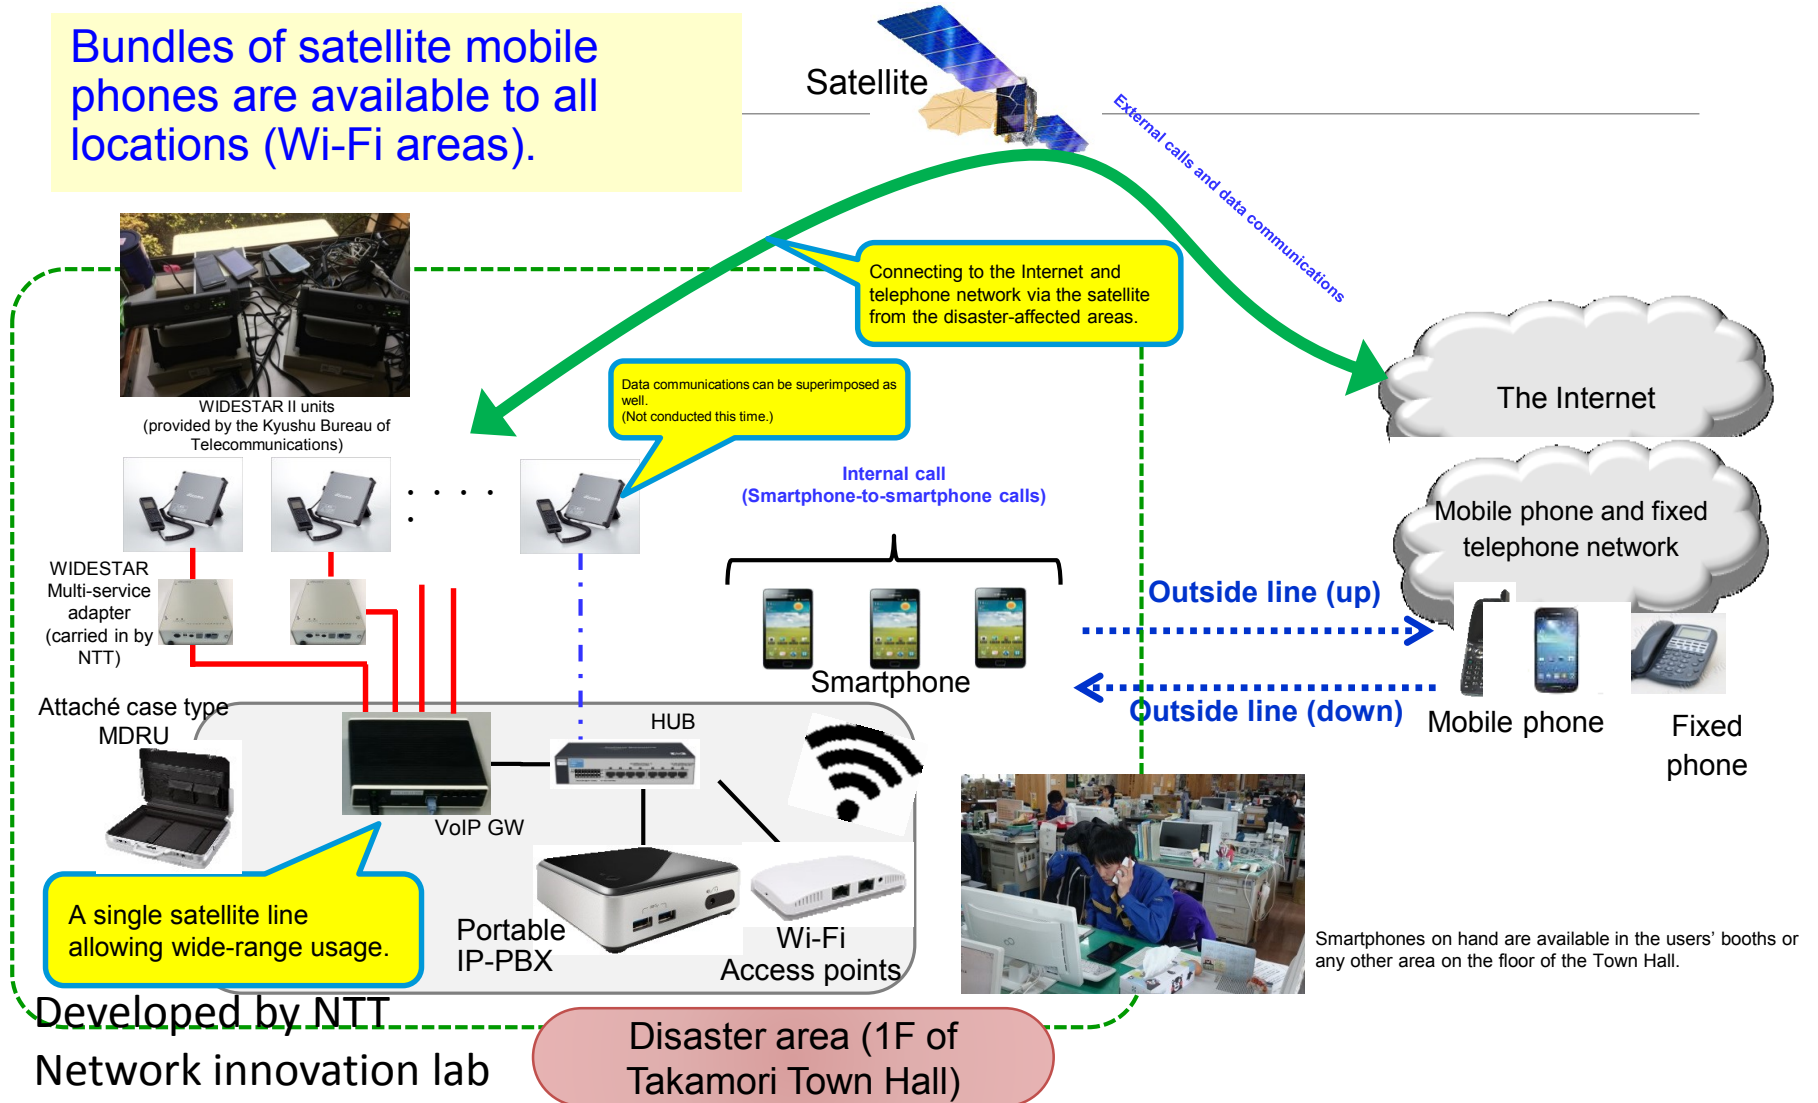 Bundles of satellite mobile
phones are available to all
locations (Wi-Fi areas).
Satellite
External calls and data communications
Connecting to the Internet and
telephone network via the satellite
from the disaster-affected areas.
Data communications can be superimposed as
well.
(Not conducted this time.)
WIDESTAR II units
(provided by the Kyushu Bureau of
Telecommunications)
The Internet
Internal call
(Smartphone-to-smartphone calls)
Mobile phone and fixed
telephone network
WIDESTAR
Multi-service
adapter
(carried in by
NTT)
Outside line (up)
Smartphone
Outside line (down)
Mobile phone
Fixed
phone
Attaché case type
MDRU
HUB
VoIP GW
A single satellite line
allowing wide-range usage.
Portable
IP-PBX
Wi-Fi
Access points
Smartphones on hand are available in the users’ booths or
any other area on the floor of the Town Hall.
Developed by NTT
Network innovation lab
Disaster area (1F of
Takamori Town Hall)